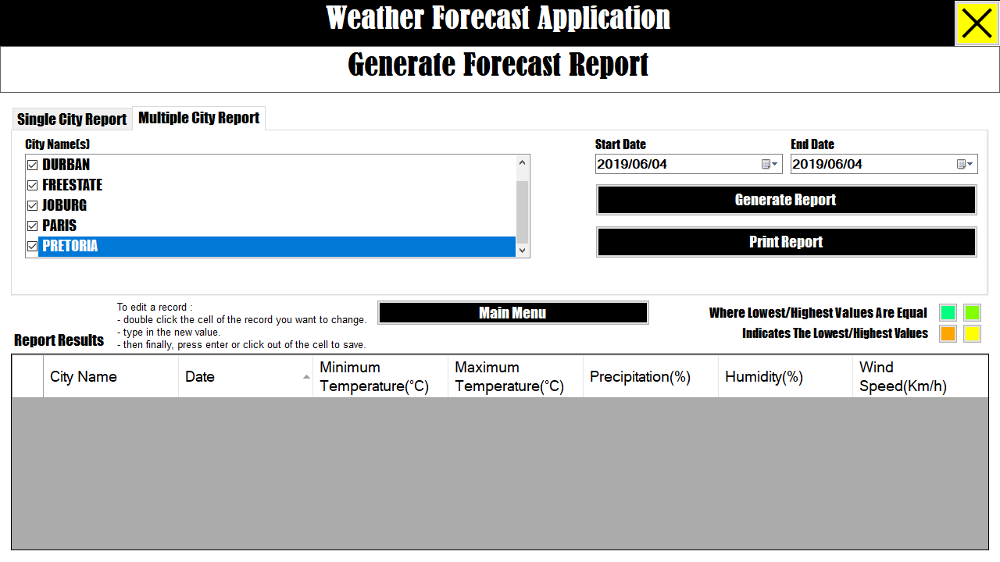 Weather Forecast Application
Generate Forecast Report
Single City Report
Multiple City Report
City Name(s)
DURBAN
FREESTATE
JOBURG
PARIS
PRETORIA
Start Date
End Date
2019/06/04
2019/06/04
Generate Report
Print Report
To edit a record :
- double click the cell of the record you want to change.
- type in the new value.
- then finally, press enter or click out of the cell to save.
Report Results
Main Menu
Where Lowest/Highest Values Are Equal
Indicates The Lowest/Highest Values
City Name
Date
Minimum
Temperature(°C)
Maximum
Temperature(°C)
Precipitation(%)
Humidity(%)
Wind
Speed(Km/h)